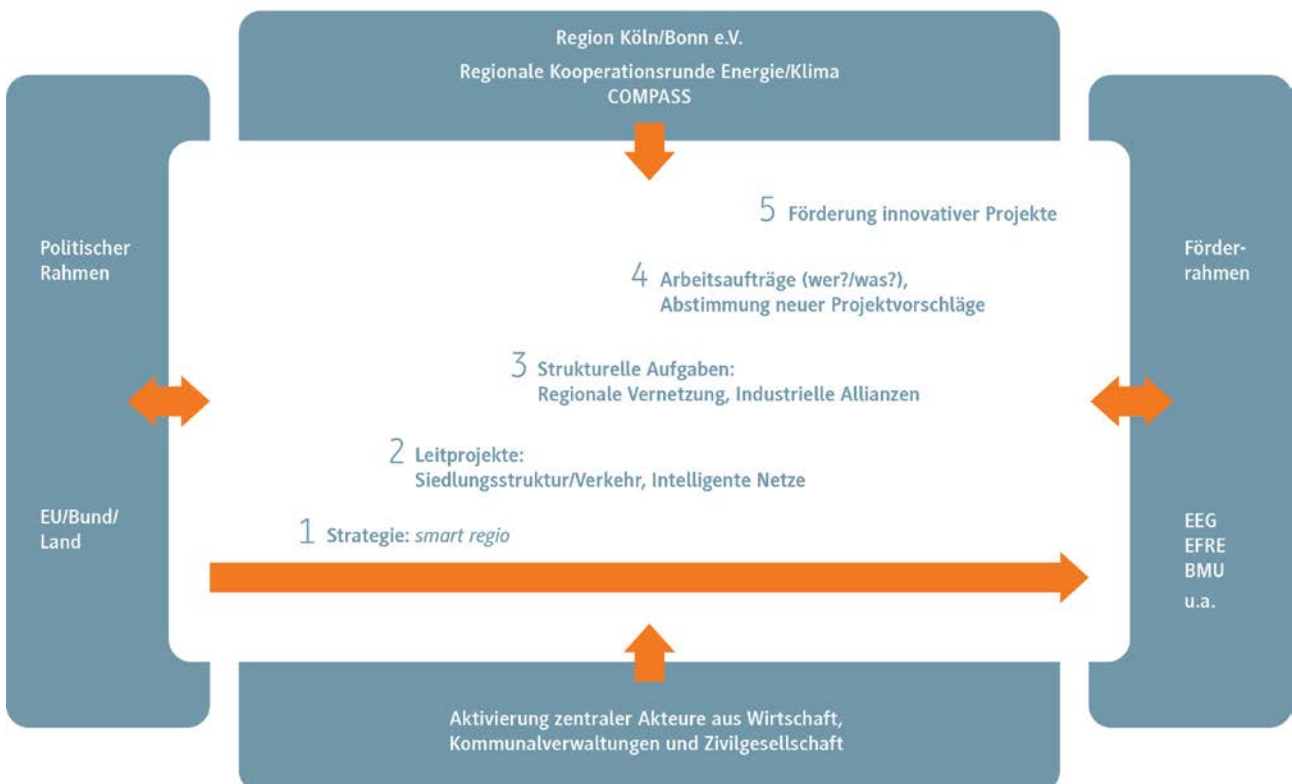 Region Köln/Bonn e.V.
Regionale Kooperationsrunde Energie/Klima
COMPASS
Politischer
Rahmen
EU/Bund/
Land
5 Förderung innovativer Projekte
4 Arbeitsaufträge (wer?/was?),
Abstimmung neuer Projektvorschläge
3 Strukturelle Aufgaben:
Regionale Vernetzung, Industrielle Allianzen
2 Leitprojekte:
Siedlungsstruktur/Verkehr, Intelligente Netze
1 Strategie: smart regio
Förder-
rahmen
EEG
EFRE
BMU
u.a.
Aktivierung zentraler Akteure aus Wirtschaft,
Kommunalverwaltungen und Zivilgesellschaft